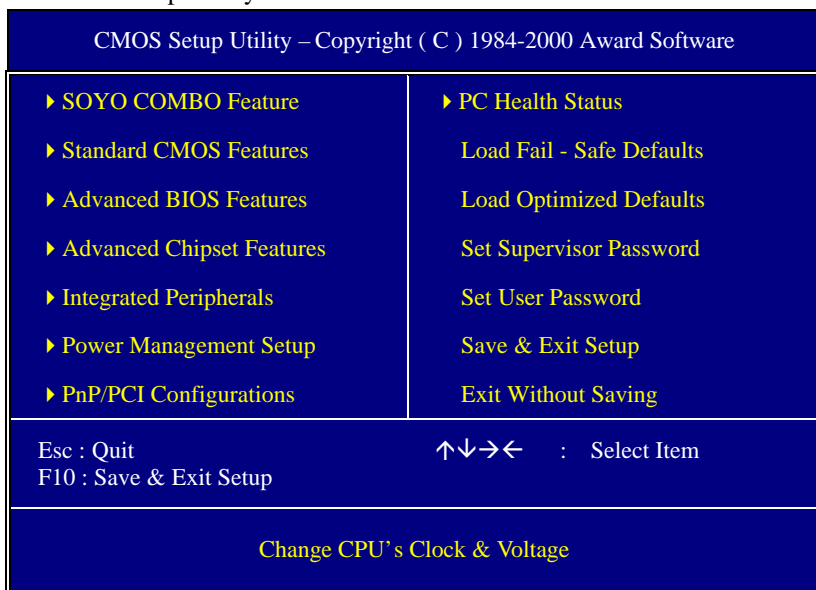 CMOS Setup Utility – Copyright ( C ) 1984-2000 Award Software
SOYO COMBO Feature
Standard CMOS Features
Advanced BIOS Features
Advanced Chipset Features
Integrated Peripherals
Power Management Setup
PnP/PCI Configurations
PC Health Status
Load Fail - Safe Defaults
Load Optimized Defaults
Set Supervisor Password
Set User Password
Save & Exit Setup
Exit Without Saving
Esc : Quit
F10 : Save & Exit Setup
↑↓→← : Select Item
Change CPU's Clock & Voltage